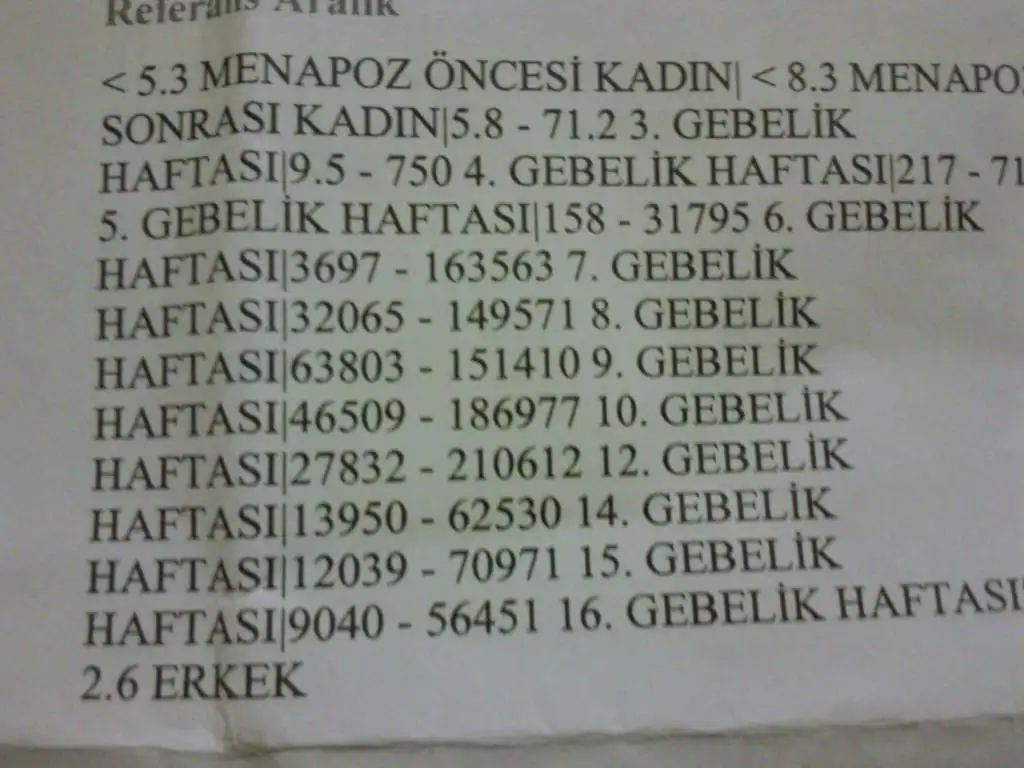 Referans Aralık
< 5.3 MENAPOZ ÖNCESİ KADIN| < 8.3 MENAPOZ
SONRASI KADIN|5.8 - 71.2 3. GEBELİK
HAFTASI|9.5 - 750 4. GEBELİK HAFTASI|217 - 71
5. GEBELİK HAFTASI|158 - 31795 6. GEBELİK
HAFTASI|3697 - 163563 7. GEBELİK
HAFTASI|32065 - 149571 8. GEBELİK
HAFTASI|63803 - 151410 9. GEBELİK
HAFTASI|46509 - 186977 10. GEBELİK
HAFTASI|27832 - 210612 12. GEBELİK
HAFTASI|13950 - 62530 14. GEBELİK
HAFTASI|12039 - 70971 15. GEBELİK
HAFTASI|9040 - 56451 16. GEBELİK HAFTASI|
2.6 ERKEK